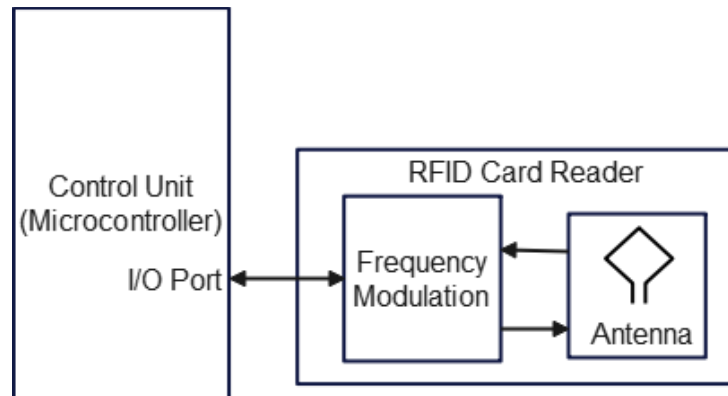 Control Unit
(Microcontroller)
I/O Port
RFID Card Reader
Frequency
Modulation
Antenna